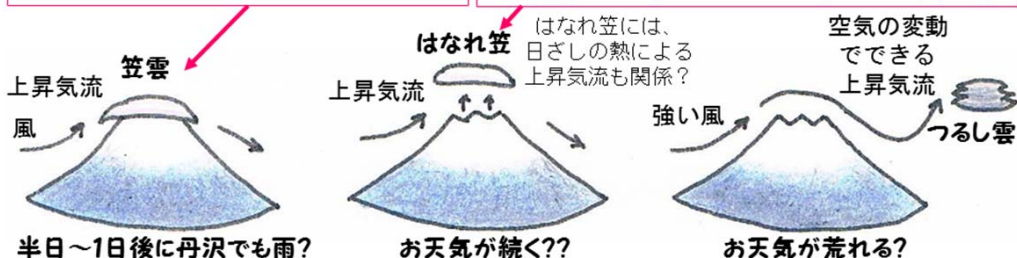 笠雲
上昇気流
風
半日～1日後に丹沢でも雨?
はなれ笠
はなれ笠には、
日ざしの熱による
上昇気流も関係？
上昇気流
お天気が続く??
空気の変動
でできる
上昇気流
強い風
つるし雲
お天気が荒れる?